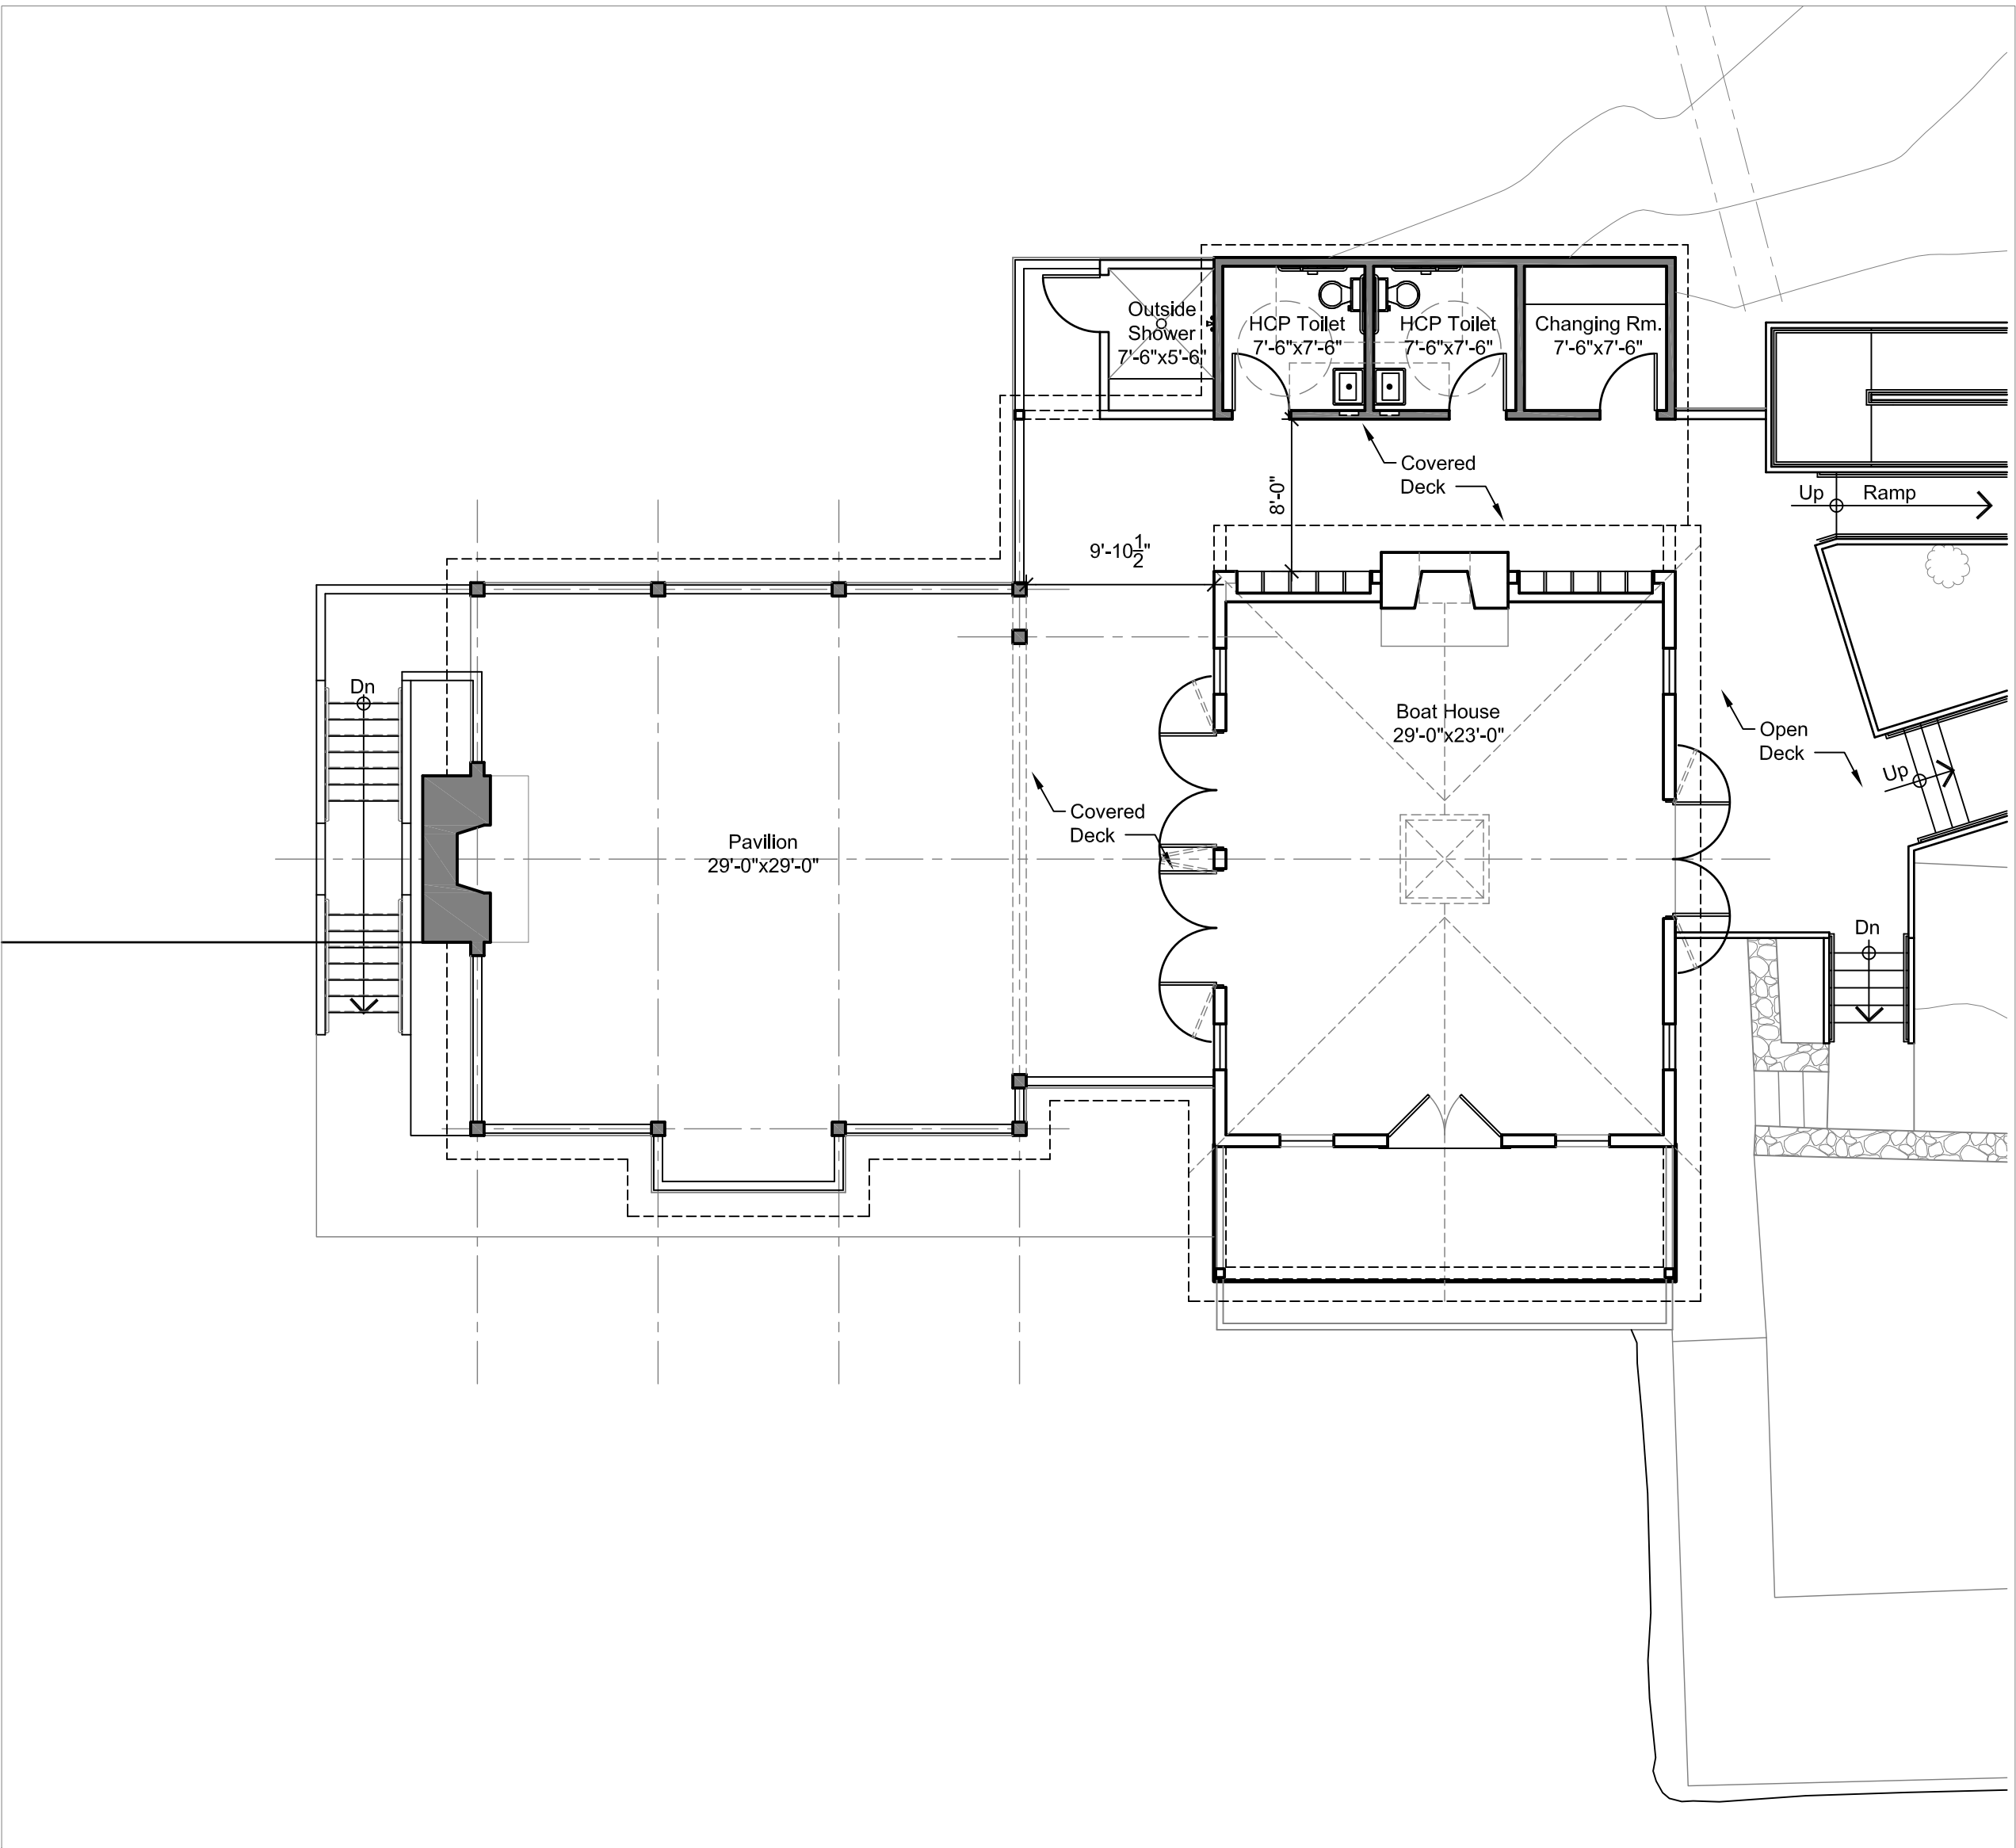 Outside
Shower
7'-6"x5'-6"
HCP Toilet
7'-6"x7'-6"
HCP Toilet
7'-6"x7'-6"
Changing Rm.
7'-6"x7'-6"
Covered
Deck
8'-0"
Up
Ramp
9'-10 1/2"
Dn
Boat House
29'-0"x23'-0"
Open
Deck
Up
Covered
Deck
Pavilion
29'-0"x29'-0"
Dn